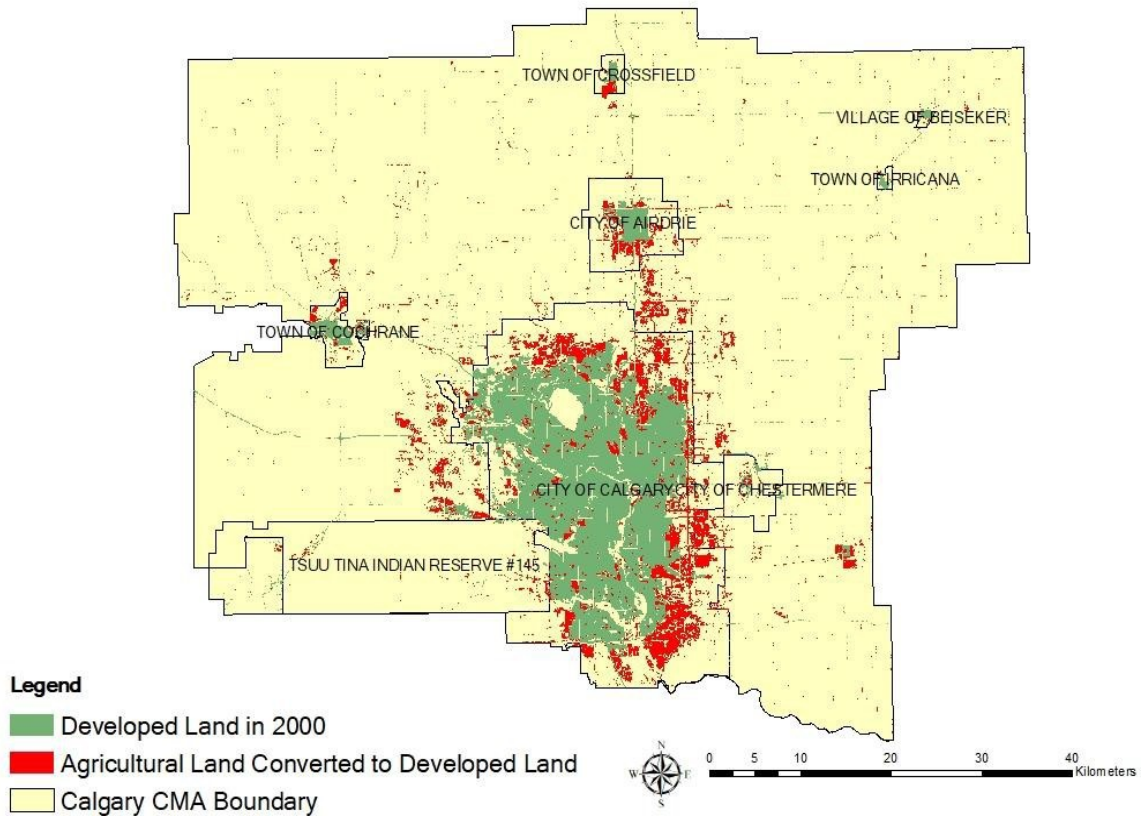 TOWN OF CROSSFIELD
VILLAGE OF BEISEKER
TOWN OF IRRICANA
CITY OF AIRDRIE
TOWN OF COCHRANE
CITY OF CALGARY CITY OF CHESTERMERE
TSUU TINA INDIAN RESERVE #145
Legend
Developed Land in 2000
Agricultural Land Converted to Developed Land
Calgary CMA Boundary
N
W E
S
0 5 10 20 30 40
Kilometers